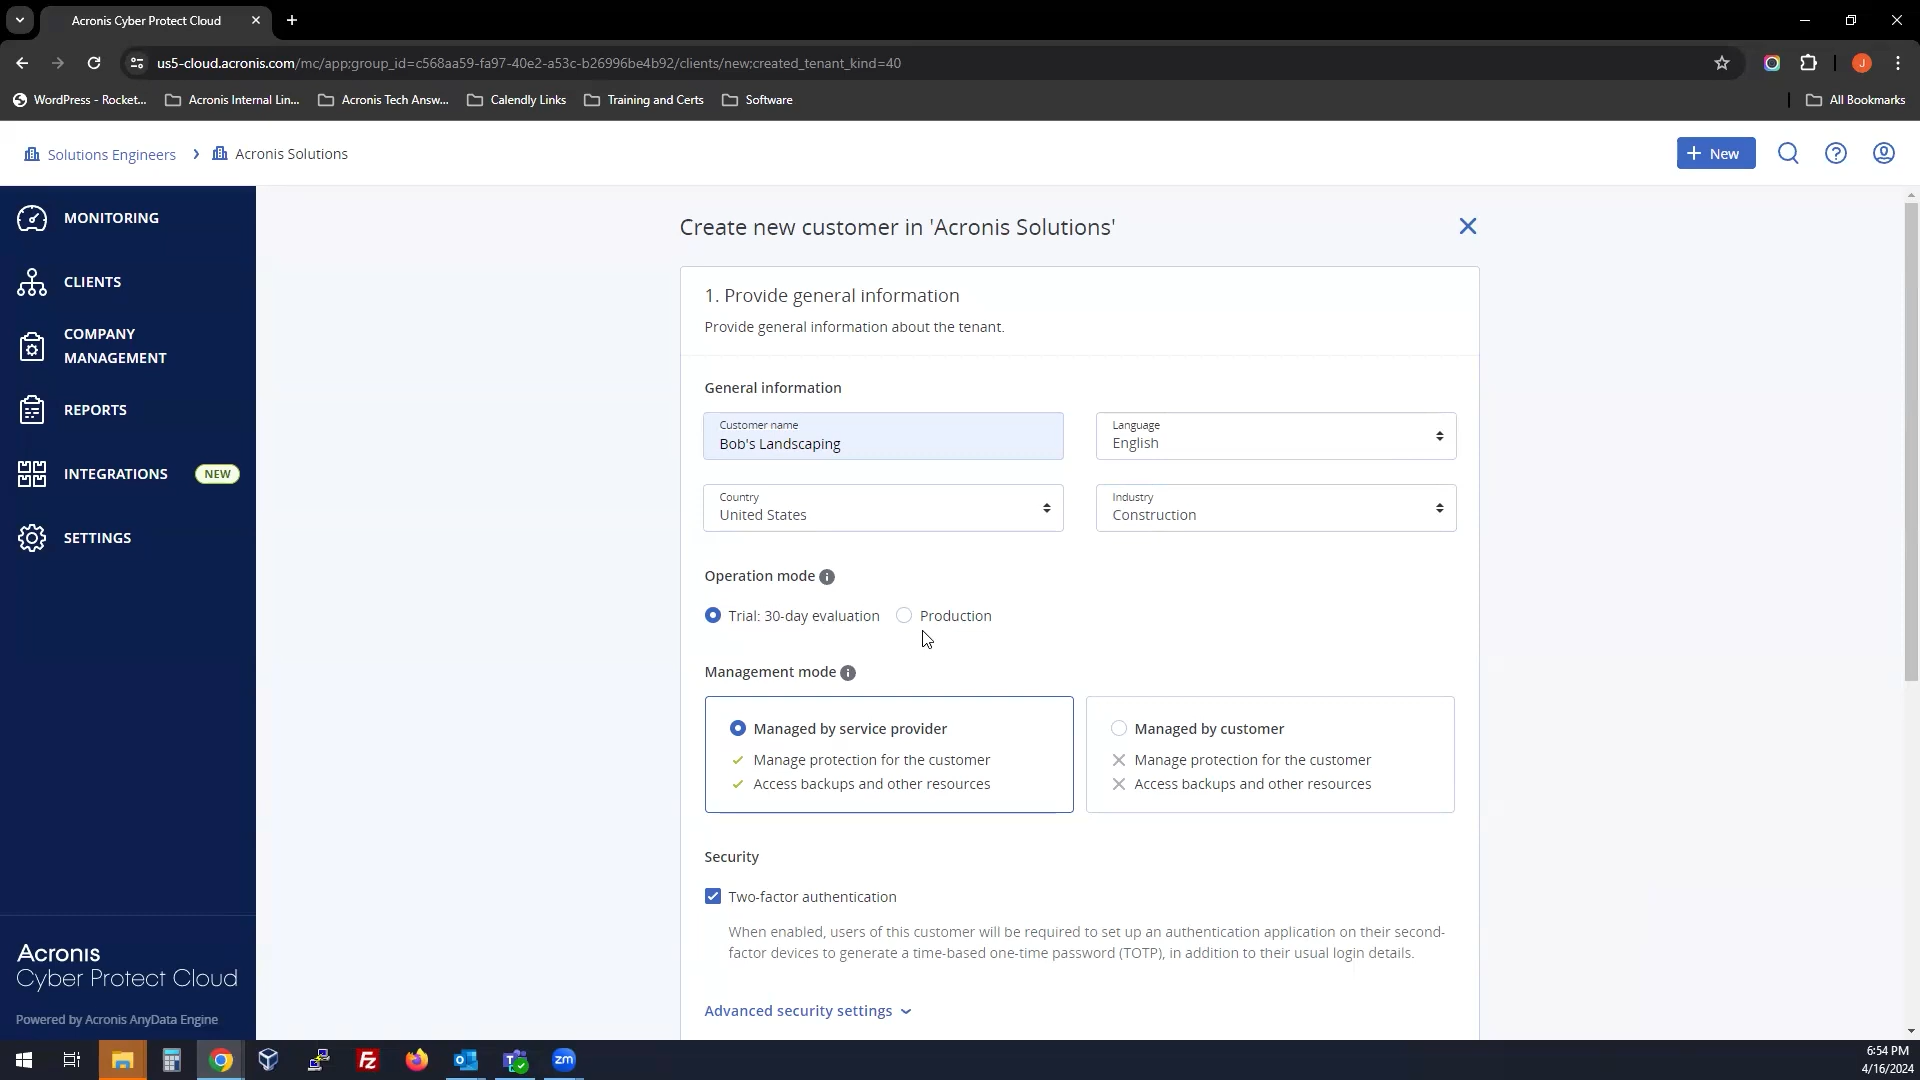 Acronis Cyber Protect Cloud
us5-cloud.acronis.com/mc/app;group_id=c568aa59-fa97-40e2-a53c-b26996be4b92/clients/new;created_tenant_kind=40
J
WordPress - Rocket...
Acronis Internal Lin...
Acronis Tech Answ...
Calendly Links
Training and Certs
Software
All Bookmarks
Solutions Engineers
Acronis Solutions
New
MONITORING
CLIENTS
COMPANY
MANAGEMENT
REPORTS
INTEGRATIONS
NEW
SETTINGS
Acronis
Cyber Protect Cloud
Powered by Acronis AnyData Engine
Create new customer in 'Acronis Solutions'
1. Provide general information
Provide general information about the tenant.
General information
Customer name
Bob's Landscaping
Language
English
Country
United States
Industry
Construction
Operation mode
Trial: 30-day evaluation
Production
Management mode
Managed by service provider
Manage protection for the customer
Access backups and other resources
Managed by customer
Manage protection for the customer
Access backups and other resources
Security
Two-factor authentication
When enabled, users of this customer will be required to set up an authentication application on their second-
factor devices to generate a time-based one-time password (TOTP), in addition to their usual login details.
Advanced security settings
zm
6:54 PM
4/16/2024